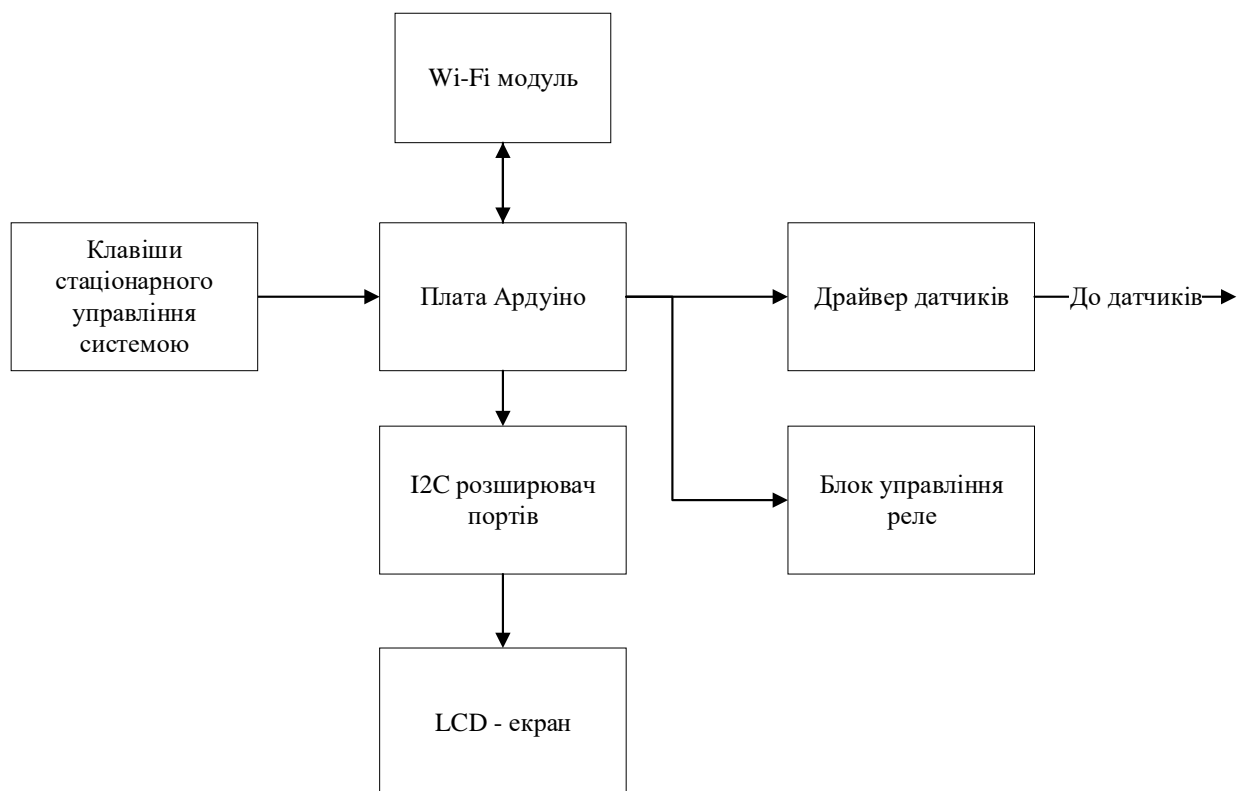 Wi-Fi модуль
Клавіши
стаціонарного
управління
системою
Плата Ардуіно
Драйвер датчиків
До датчиків
I2C розширювач
портів
Блок управління
реле
LCD - екран